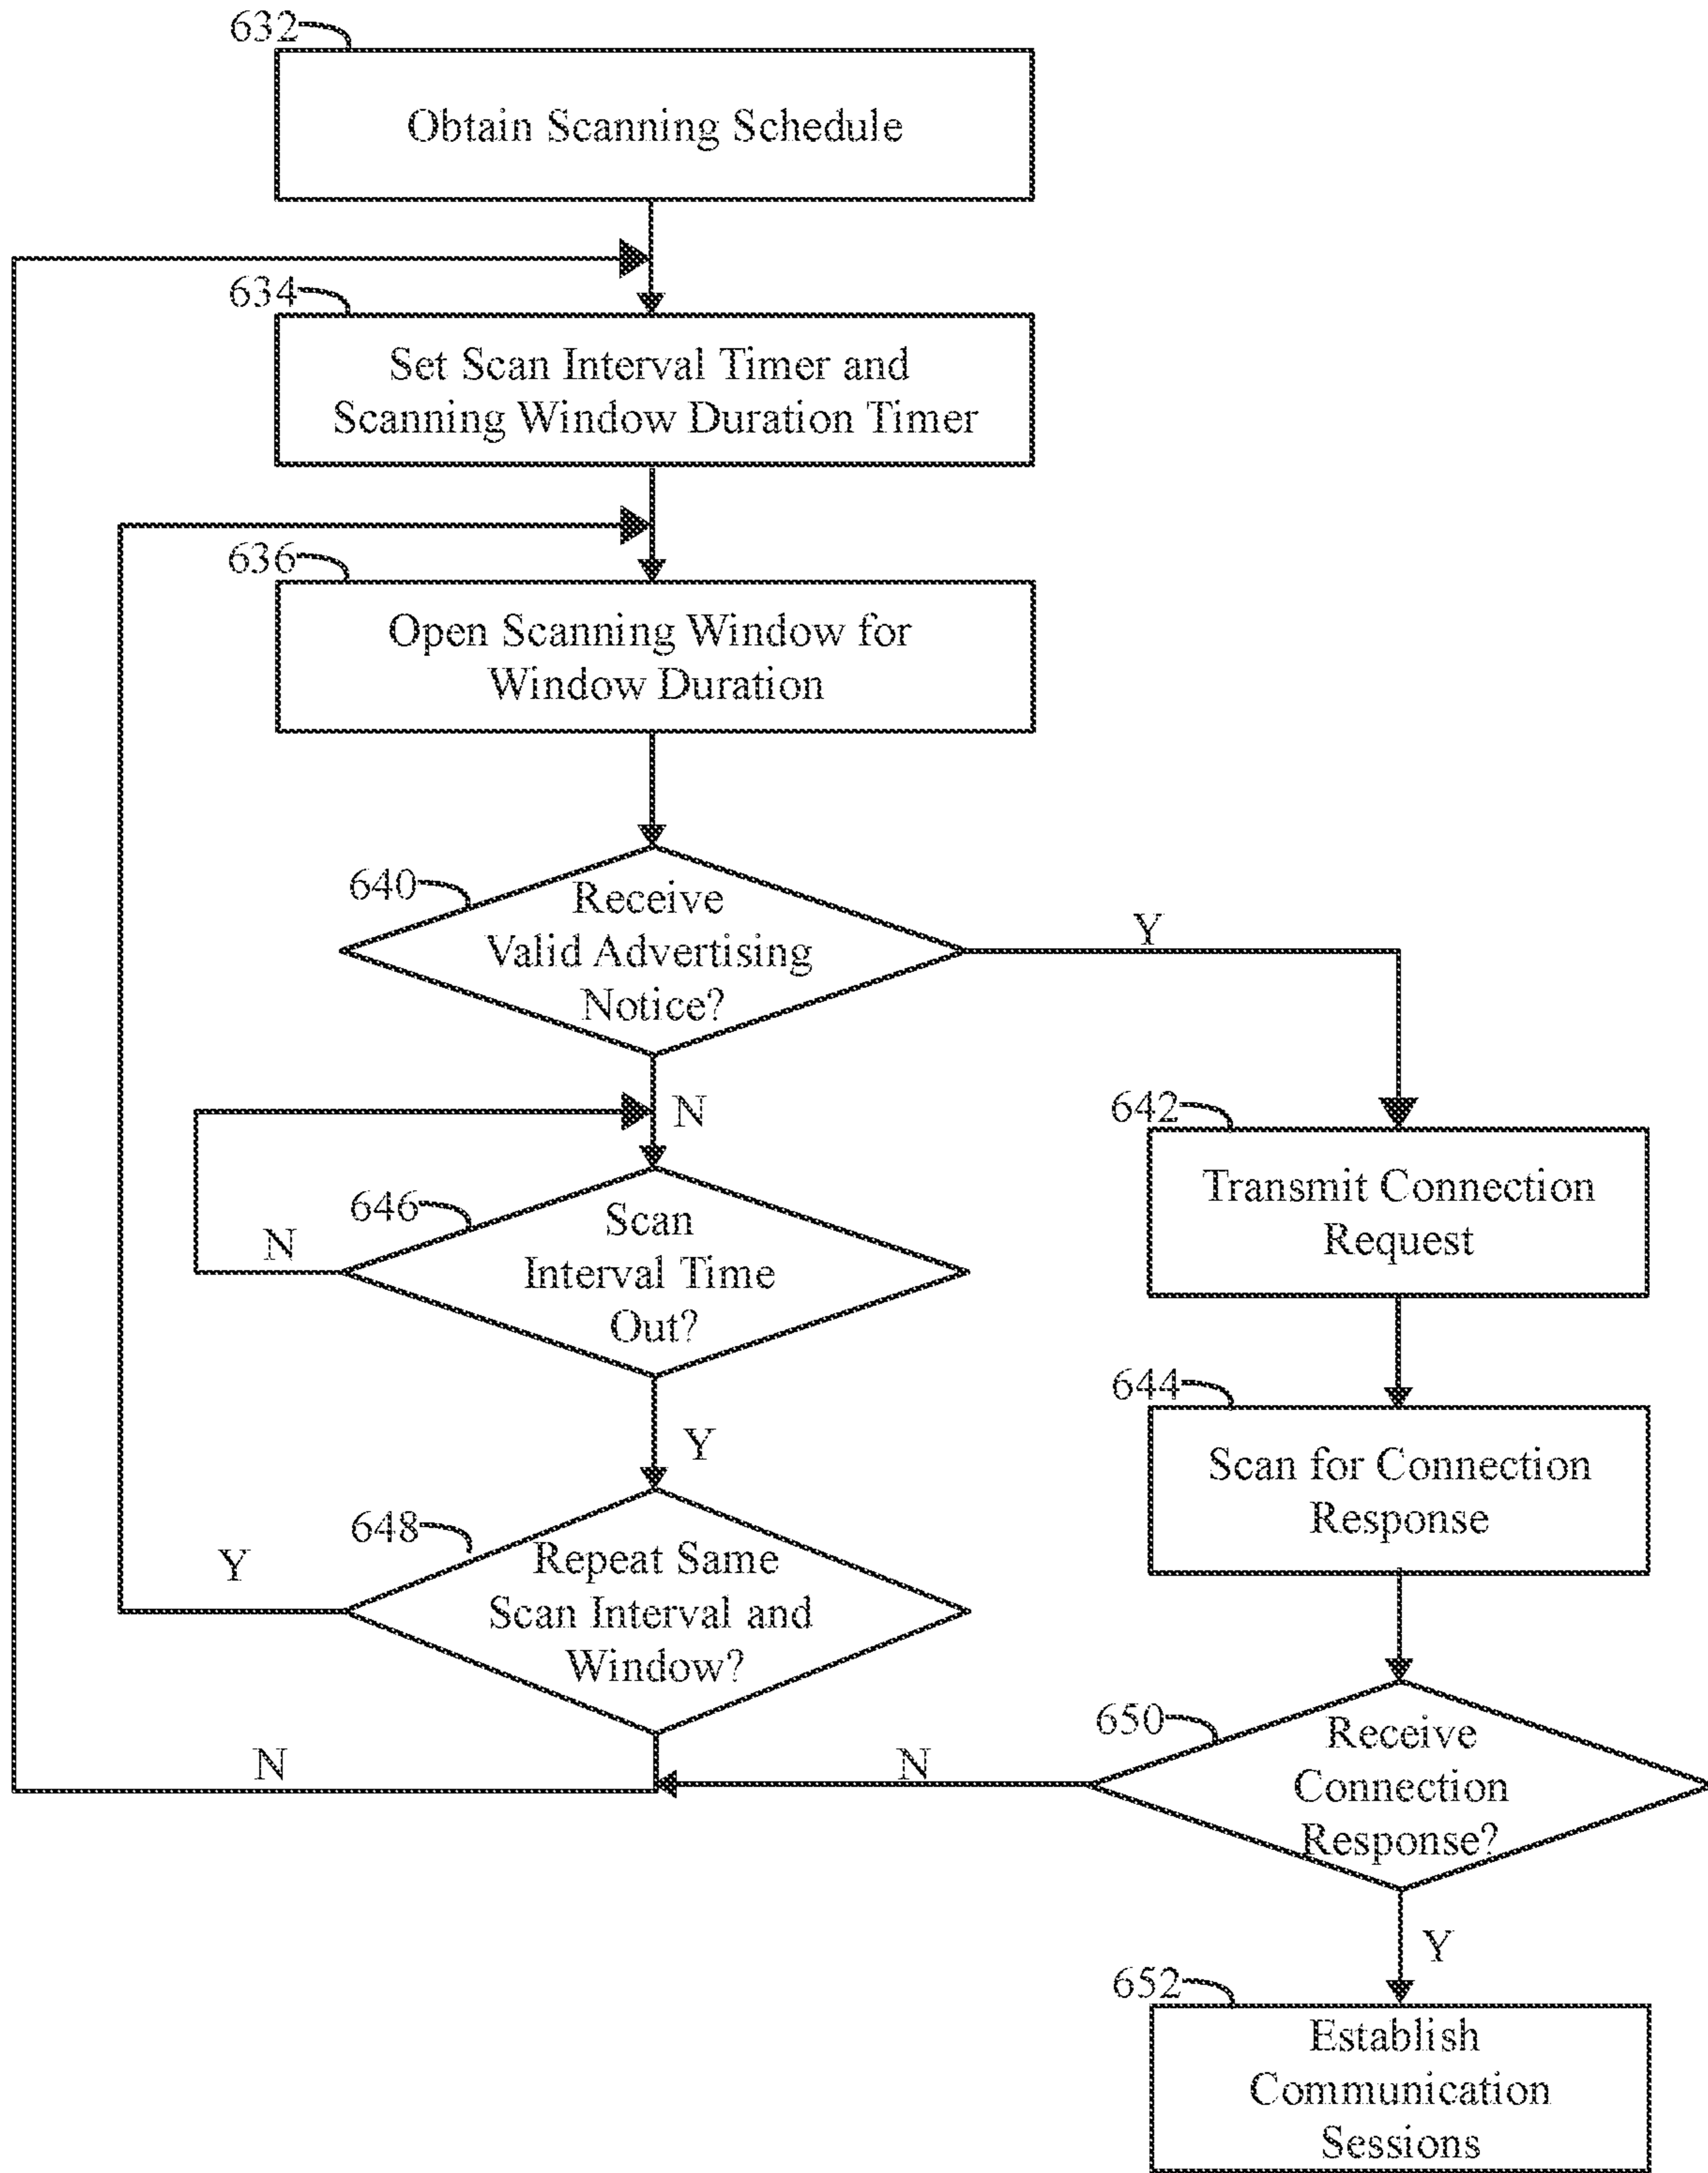 632
Obtain Scanning Schedule
634
Set Scan Interval Timer and
Scanning Window Duration Timer
636
Open Scanning Window for
Window Duration
640
Receive
Valid Advertising
Notice?
Y
N
642
Transmit Connection
Request
646
Scan
Interval Time
Out?
N
Y
644
Scan for Connection
Response
648
Repeat Same
Scan Interval and
Window?
Y
N
650
Receive
Connection
Response?
N
Y
652
Establish
Communication
Sessions